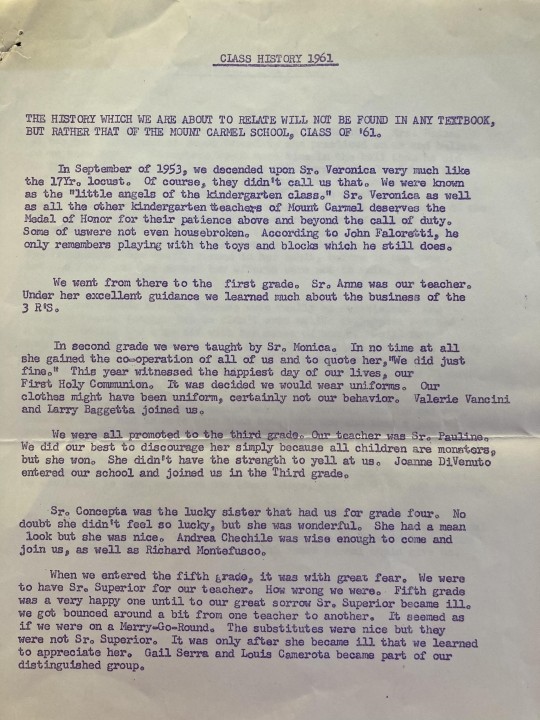 CLASS HISTORY 1961
THE HISTORY WHICH WE ARE ABOUT TO RELATE WILL NOT BE FOUND IN ANY TEXTBOOK,
BUT RATHER THAT OF THE MOUNT CARMEL SCHOOL, CLASS OF '61.
In September of 1953, we decended upon Sr. Veronica very much like
the 17Yr. locust. Of course, they didn't call us that. We were known
as the "little angels of the kindergarten class." Sr. Veronica as well
as all the other kindergarten teachers of Mount Carmel deserves the
Medal of Honor for their patience above and beyond the call of duty.
Some of uswere not even housebroken. According to John Faloretti, he
only remembers playing with the toys and blocks which he still does.
We went from there to the first grade. Sr. Anne was our teacher.
Under her excellent guidance we learned much about the business of the
3 R'S.
In second grade we were taught by Sr. Monica. In no time at all
she gained the co-operation of all of us and to quote her,"We did just
fine." This year witnessed the happiest day of our lives, our
First Holy Communion. It was decided we would wear uniforms. Our
clothes might have been uniform, certainly not our behavior. Valerie Vancini
and Larry Baggetta joined us.
We were all promoted to the third grade. Our teacher was Sr. Pauline.
We did our best to discourage her simply because all children are monsters,
but she won. She didn't have the strength to yell at us. Joanne DiVenuto
entered our school and joined us in the Third grade.
Sr. Concepta was the lucky sister that had us for grade four. No
doubt she didn't feel so lucky, but she was wonderful. She had a mean
look but she was nice. Andrea Chechile was wise enough to come and
join us, as well as Richard Montefusco.
When we entered the fifth grade, it was with great fear. We were
to have Sr. Superior for our teacher. How wrong we were. Fifth grade
was a very happy one until to our great sorrow Sr. Superior became ill.
we got bounced around a bit from one teacher to another. It seemed as
if we were on a Merry-Go-Round. The substitutes were nice but they
were not Sr. Superior. It was only after she became ill that we learned
to appreciate her. Gail Serra and Louis Camerota became part of our
distinguished group.